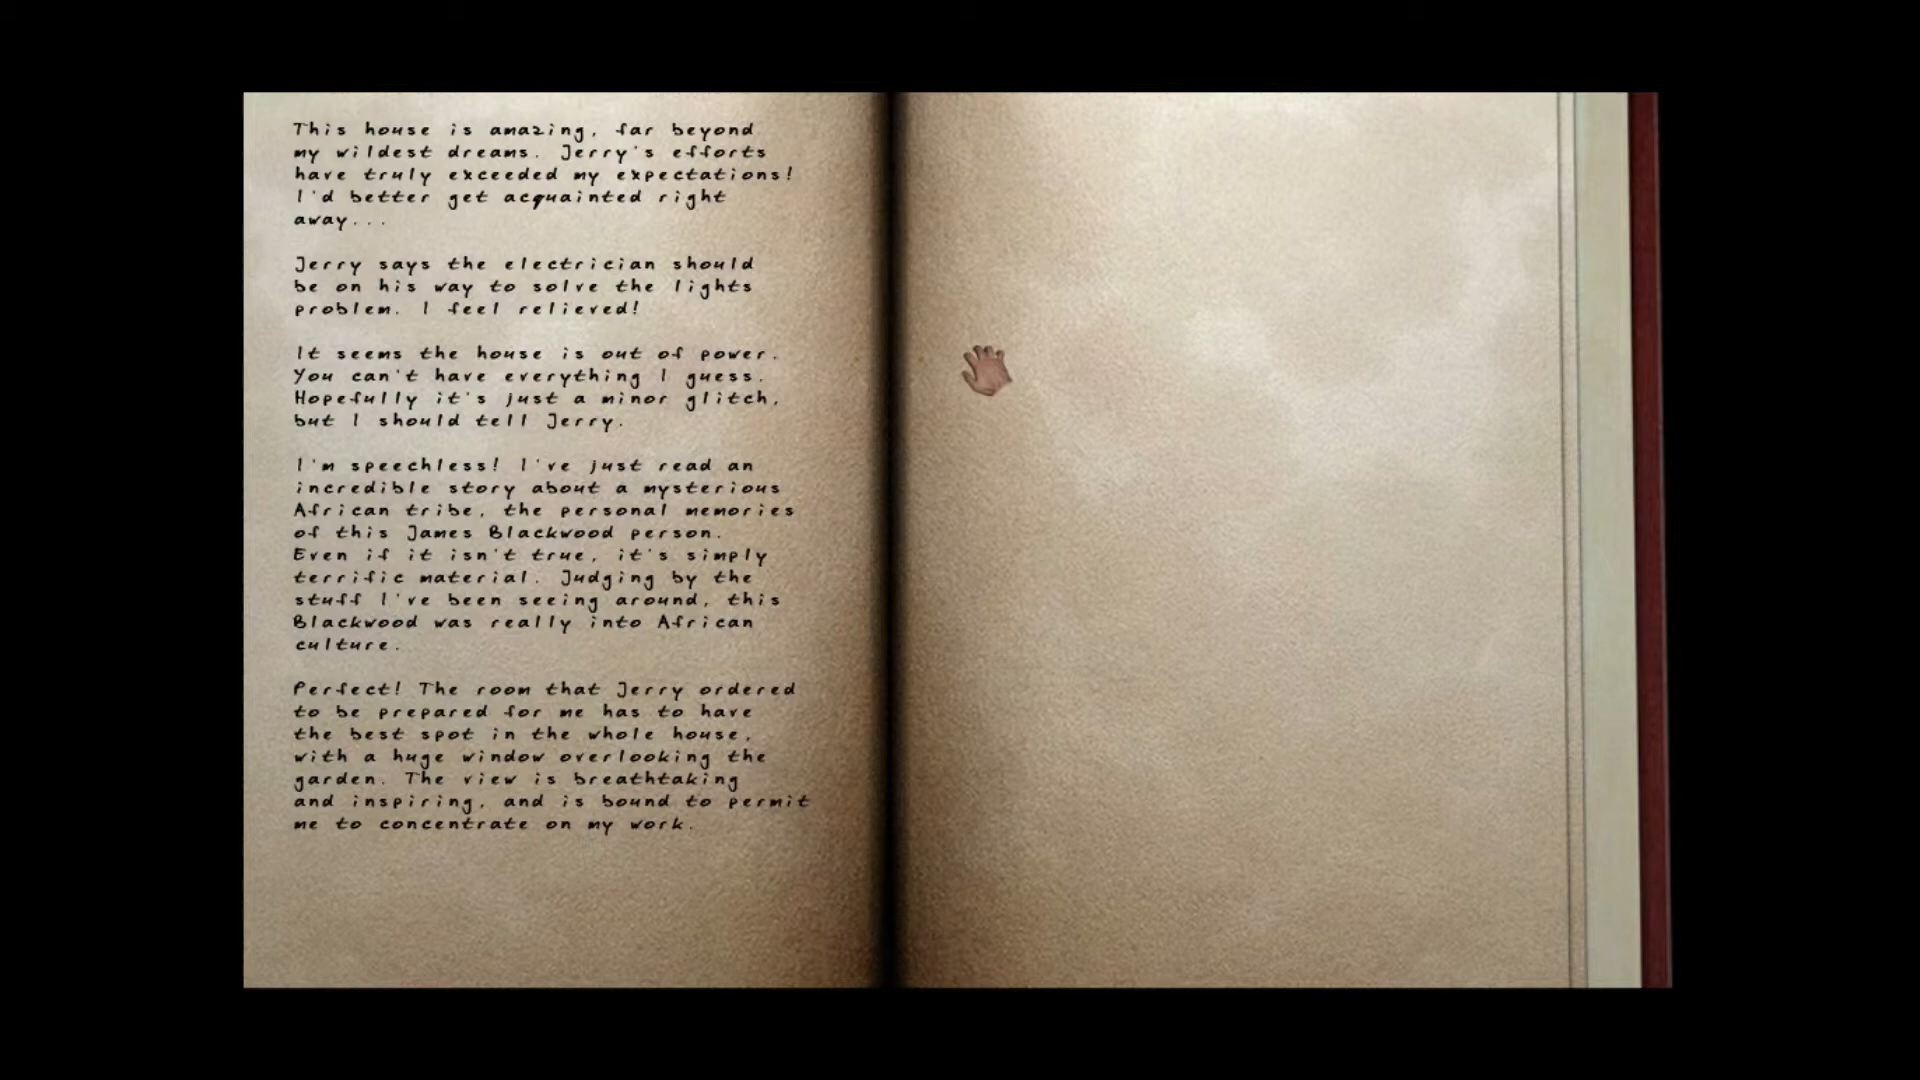 This house is amazing, far beyond
my wildest dreams. Jerry's efforts
have truly exceeded my expectations!
I'd better get acquainted right
away...
Jerry says the electrician should
be on his way to solve the lights
problem. I feel relieved!
It seems the house is out of power.
You can't have everything I guess.
Hopefully it's just a minor glitch,
but I should tell Jerry.
I'm speechless! I've just read an
incredible story about a mysterious
African tribe, the personal memories
of this James Blackwood person.
Even if it isn't true, it's simply
terrific material. Judging by the
stuff I've been seeing around, this
Blackwood was really into African
culture.
Perfect! The room that Jerry ordered
to be prepared for me has to have
the best spot in the whole house,
with a huge window overlooking the
garden. The view is breathtaking
and inspiring, and is bound to permit
me to concentrate on my work.